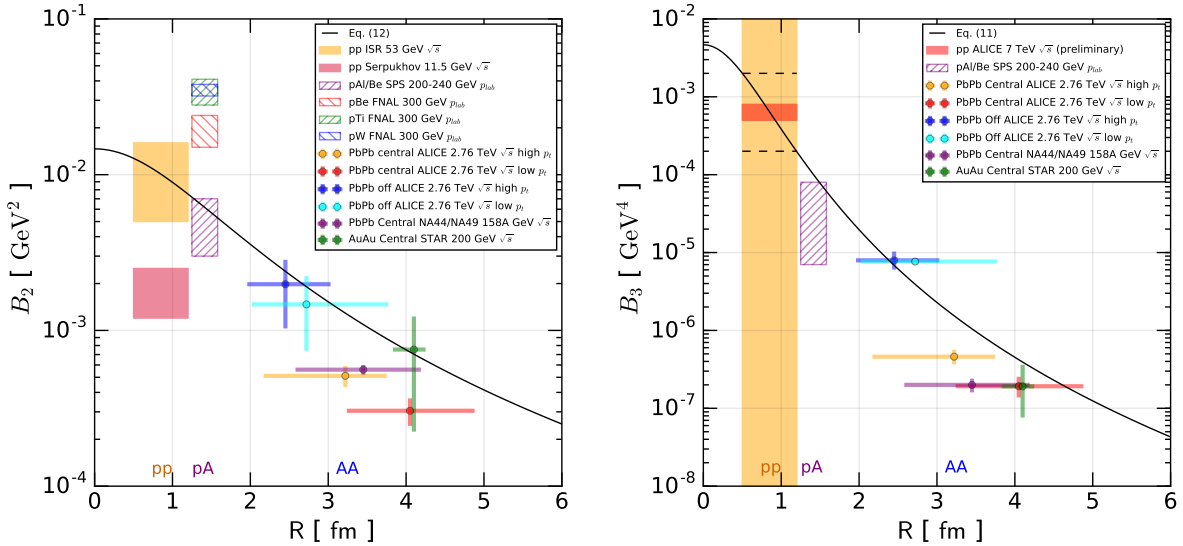 B₂ [ GeV² ]
10⁻¹
10⁻²
10⁻³
10⁻⁴
Eq. (12)
pp ISR 53 GeV √s
pp Serpukhov 11.5 GeV √s
pAl/Be SPS 200-240 GeV p_lab
pBe FNAL 300 GeV p_lab
pTi FNAL 300 GeV p_lab
pW FNAL 300 GeV p_lab
PbPb central ALICE 2.76 TeV √s high p_t
PbPb central ALICE 2.76 TeV √s low p_t
PbPb off ALICE 2.76 TeV √s high p_t
PbPb off ALICE 2.76 TeV √s low p_t
PbPb Central NA44/NA49 158A GeV √s
AuAu Central STAR 200 GeV √s
pp pA AA
0 1 2 3 4 5 6
R [ fm ]
B₃ [ GeV⁴ ]
10⁻²
10⁻³
10⁻⁴
10⁻⁵
10⁻⁶
10⁻⁷
10⁻⁸
Eq. (11)
pp ALICE 7 TeV √s (preliminary)
pAl/Be SPS 200-240 GeV p_lab
PbPb Central ALICE 2.76 TeV √s high p_t
PbPb Central ALICE 2.76 TeV √s low p_t
PbPb Off ALICE 2.76 TeV √s high p_t
PbPb Off ALICE 2.76 TeV √s low p_t
PbPb Central NA44/NA49 158A GeV √s
AuAu Central STAR 200 GeV √s
pp pA AA
0 1 2 3 4 5 6
R [ fm ]